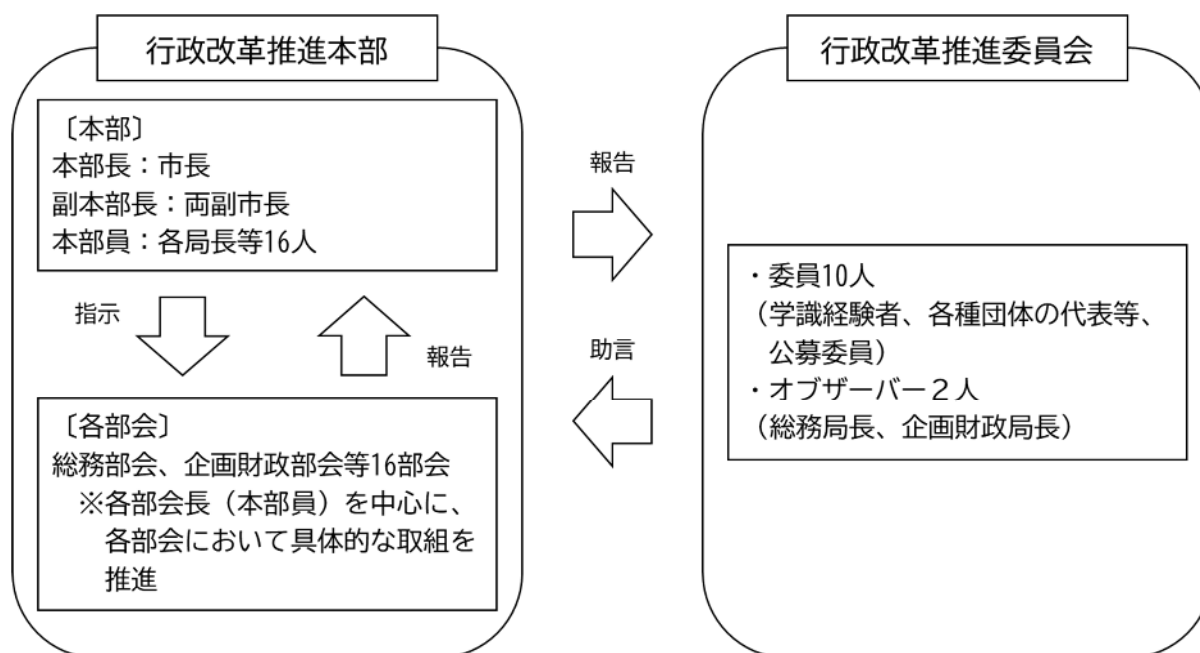 行政改革推進本部
〔本部〕
本部長:市長
副本部長:両副市長
本部員:各局長等16人
指示
報告
〔各部会〕
総務部会、企画財政部会等16部会
※各部会長(本部員)を中心に、
各部会において具体的な取組を
推進
報告
助言
行政改革推進委員会
・委員10人
(学識経験者、各種団体の代表等、
公募委員)
・オブザーバー2人
(総務局長、企画財政局長)